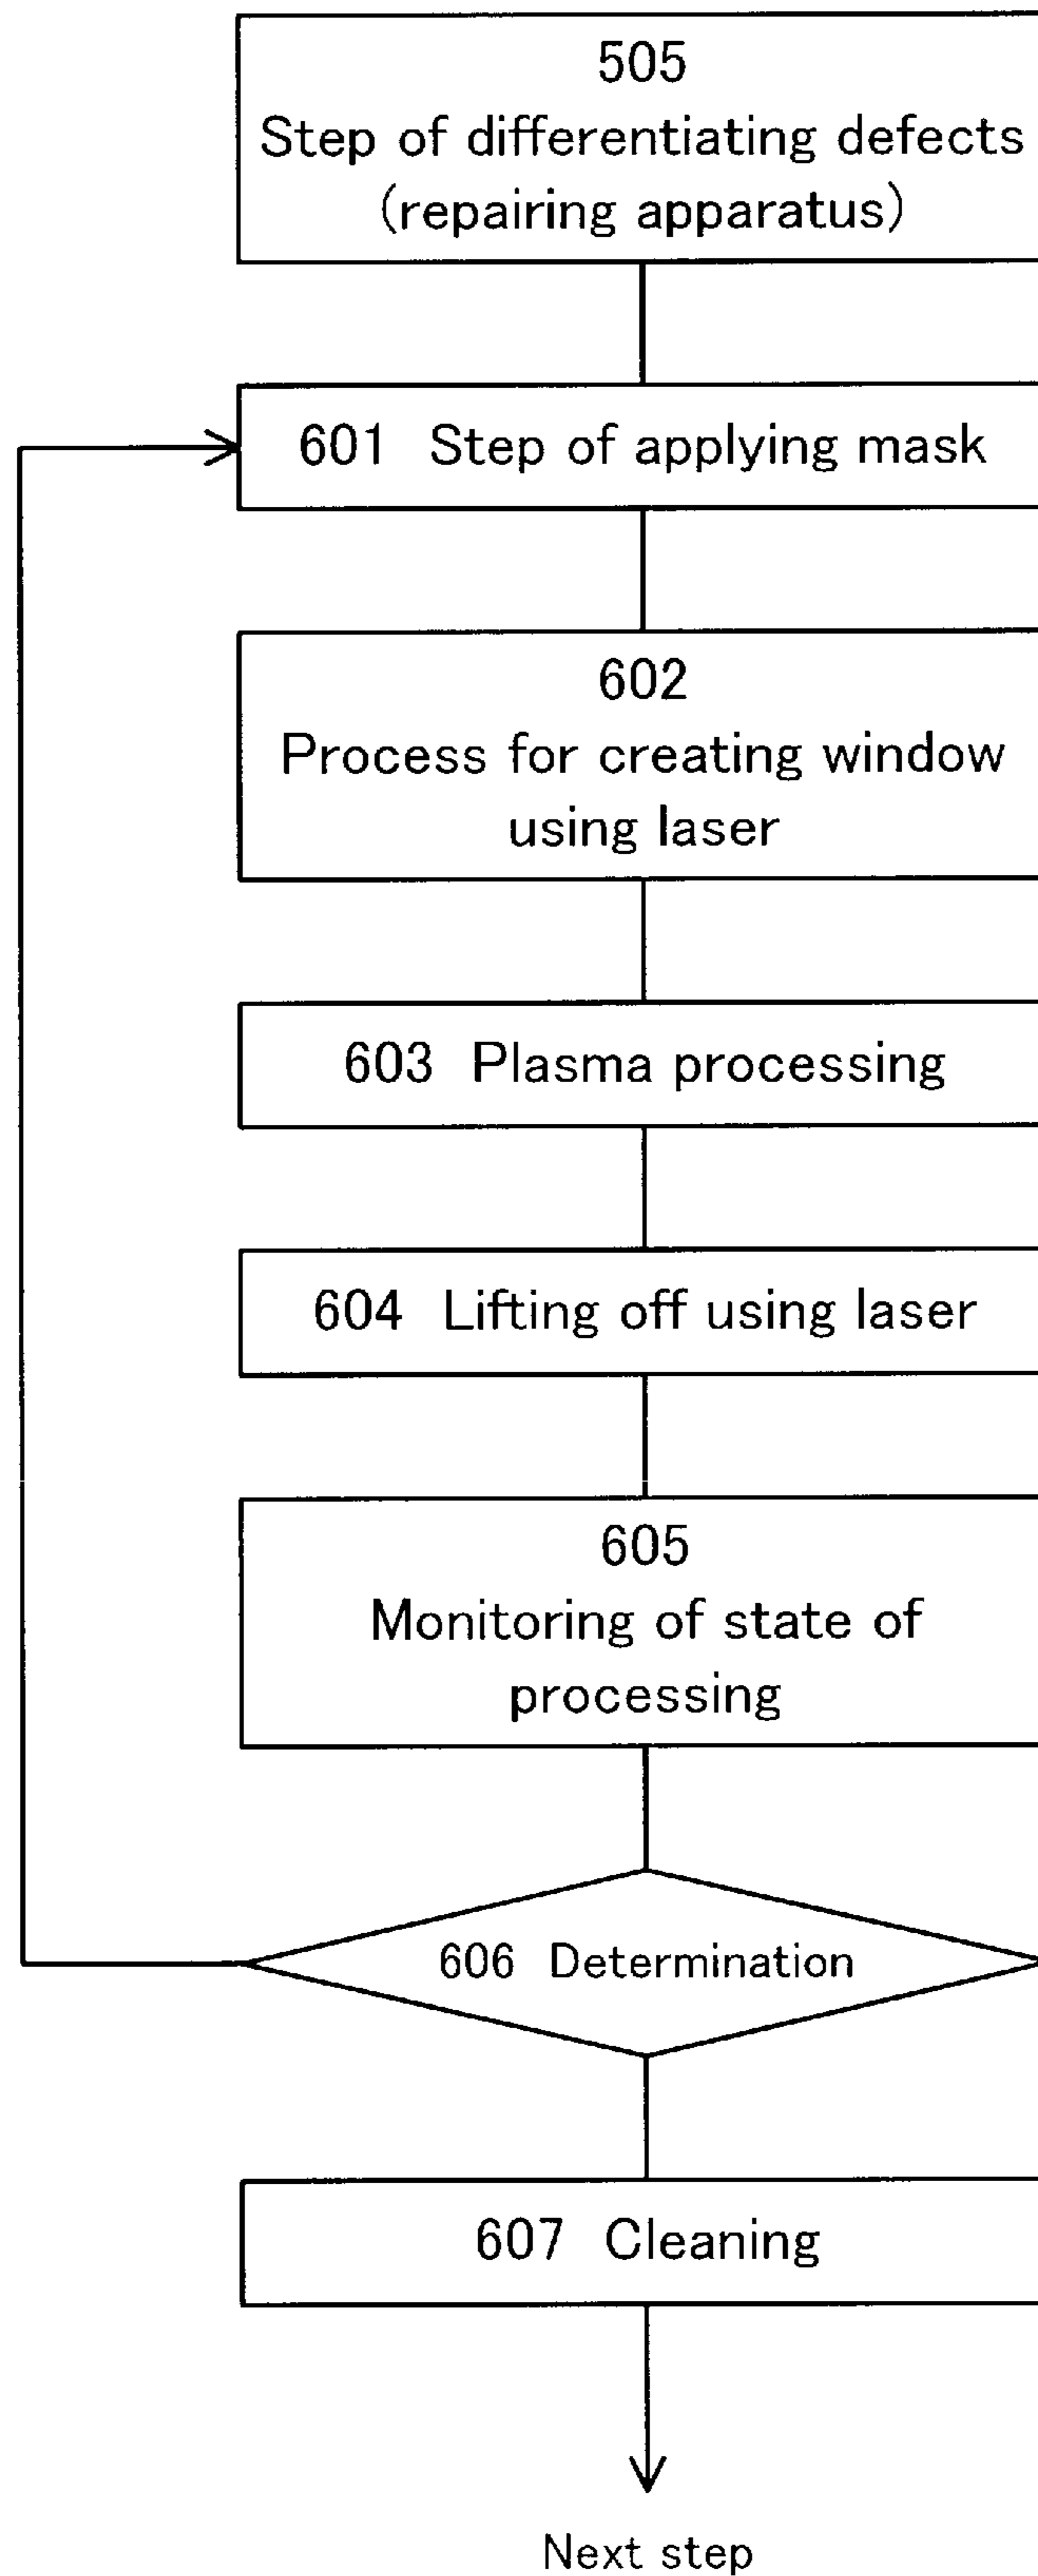 505
Step of differentiating defects
(repairing apparatus)
601 Step of applying mask
602
Process for creating window
using laser
603 Plasma processing
604 Lifting off using laser
605
Monitoring of state of
processing
606 Determination
607 Cleaning
Next step